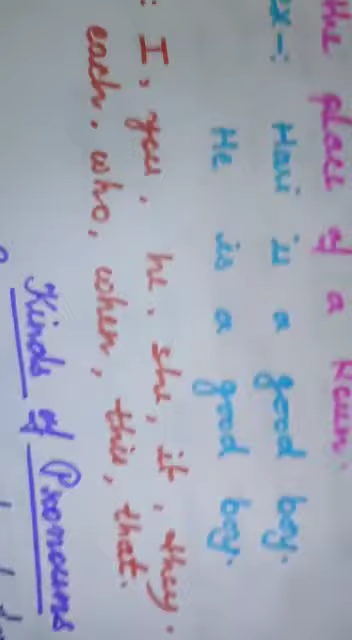 the place of a Noun.
ex-: Hari is a good boy.
He is a good boy.
: I, you, he, she, it, they.
each, who, when, this, that.
Kinds of Pronouns